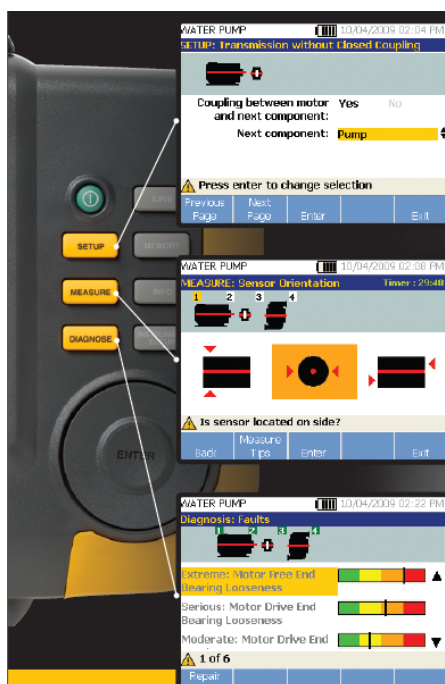 WATER PUMP 10/04/2009 02:04 PM
SETUP: Transmission without Closed Coupling
Coupling between motor and next component: Yes No
Next component: Pump
Press enter to change selection
Previous Page Next Page Enter Exit
SAVE
SETUP MEMORY
MEASURE INFO
DIAGNOSE
ENTER
WATER PUMP 10/04/2009 02:08 PM
MEASURE: Sensor Orientation Timer : 29:48
1 2 3 4
Is sensor located on side?
Back Measure Tips Enter Exit
WATER PUMP 10/04/2009 02:22 PM
Diagnosis: Faults
1 2 3 4
Extreme: Motor Free End
Bearing Looseness
Serious: Motor Drive End
Bearing Looseness
Moderate: Motor Drive End
1 of 6
Repair